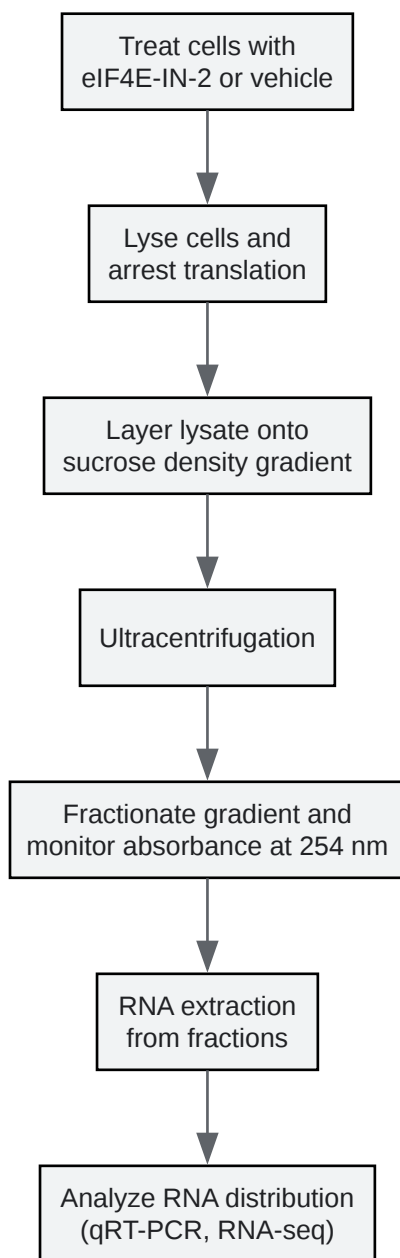 Treat cells with
eIF4E-IN-2 or vehicle
Lyse cells and
arrest translation
Layer lysate onto
sucrose density gradient
Ultracentrifugation
Fractionate gradient and
monitor absorbance at 254 nm
RNA extraction
from fractions
Analyze RNA distribution
(qRT-PCR, RNA-seq)